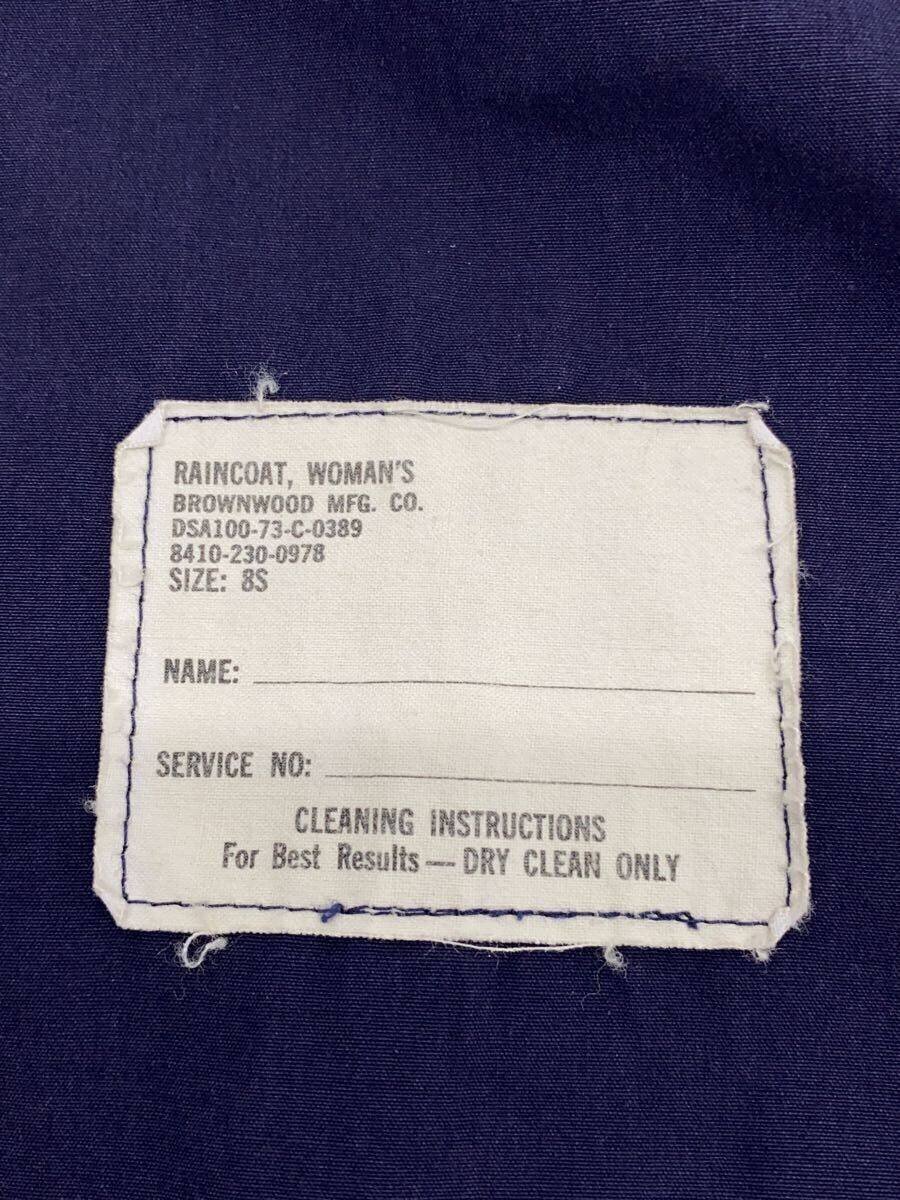 RAINCOAT, WOMAN'S
BROWNWOOD MFG. CO.
DSA100-73-C-0389
8410-230-0978
SIZE: 8S
NAME:
SERVICE NO:
CLEANING INSTRUCTIONS
For Best Results — DRY CLEAN ONLY